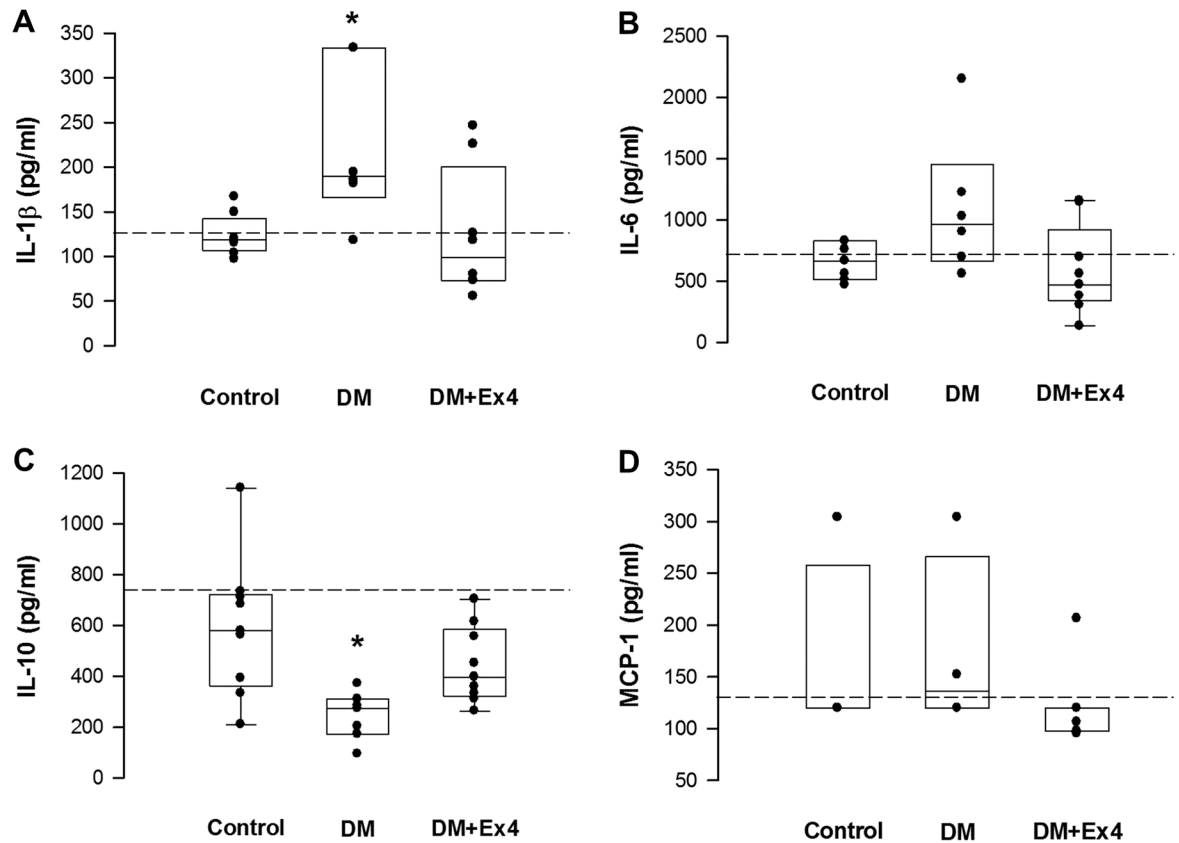 A
IL-1β (pg/ml)
400
350
300
250
200
150
100
50
0
*
Control DM DM+Ex4
B
IL-6 (pg/ml)
2500
2000
1500
1000
500
0
Control DM DM+Ex4
C
IL-10 (pg/ml)
1200
1000
800
600
400
200
0
*
Control DM DM+Ex4
D
MCP-1 (pg/ml)
350
300
250
200
150
100
50
Control DM DM+Ex4